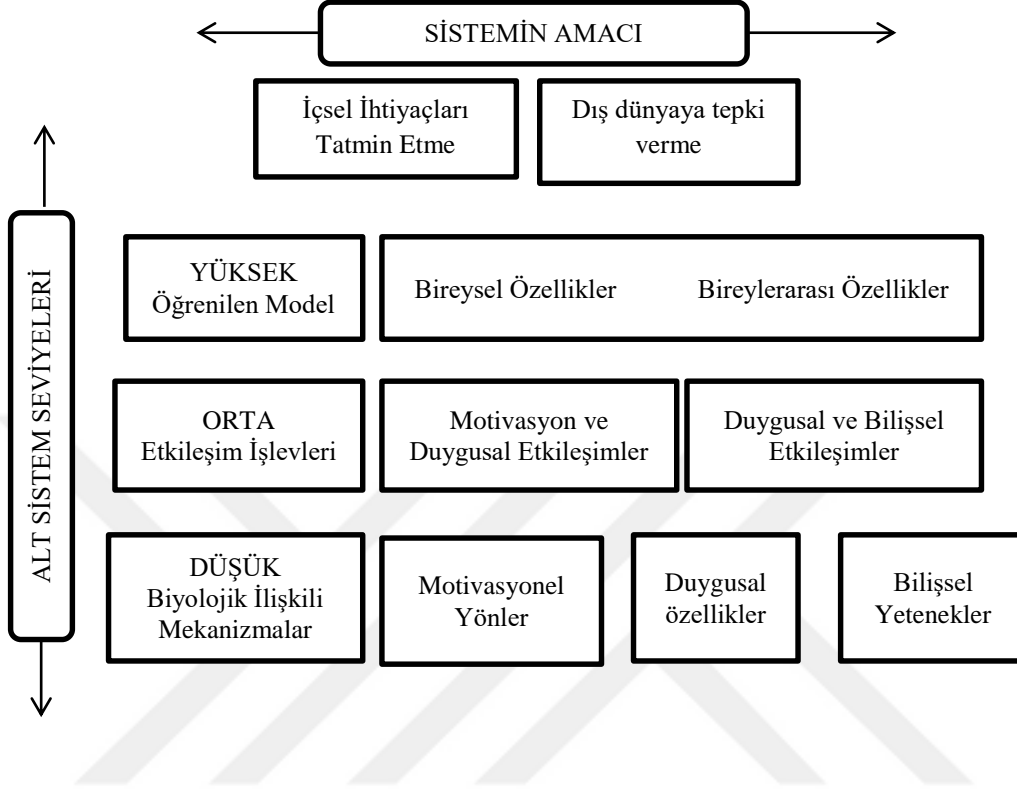 SİSTEMİN AMACI
İçsel İhtiyaçları
Tatmin Etme
Dış dünyaya tepki
verme
ALT SİSTEM SEVİYELERİ
YÜKSEK
Öğrenilen Model
Bireysel Özellikler
Bireylerarası Özellikler
ORTA
Etkileşim İşlevleri
Motivasyon ve
Duygusal Etkileşimler
Duygusal ve Bilişsel
Etkileşimler
DÜŞÜK
Biyolojik İlişkili
Mekanizmalar
Motivasyonel
Yönler
Duygusal
özellikler
Bilişsel
Yetenekler